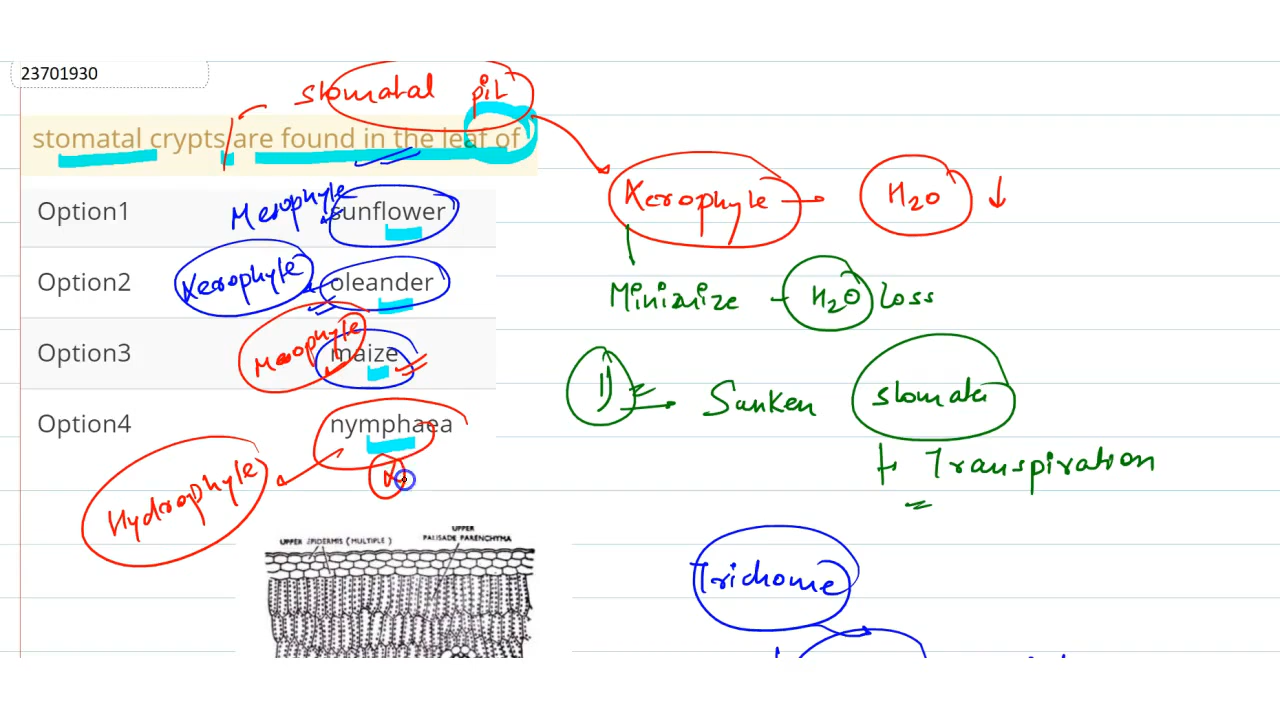 23701930
stomatal pit
stomatal crypts are found in the leaf of
Xerophyte → H2O ↓
Option1 Mesophyte sunflower
Option2 Xerophyte oleander
Minimize H2O loss
Option3 Mesophyte maize
1) → Sunken stomata
Option4 nymphaea
Transpiration
Hydrophyte
UPPER EPIDERMIS (MULTIPLE)
UPPER PALISADE PARENCHYMA
Trichome